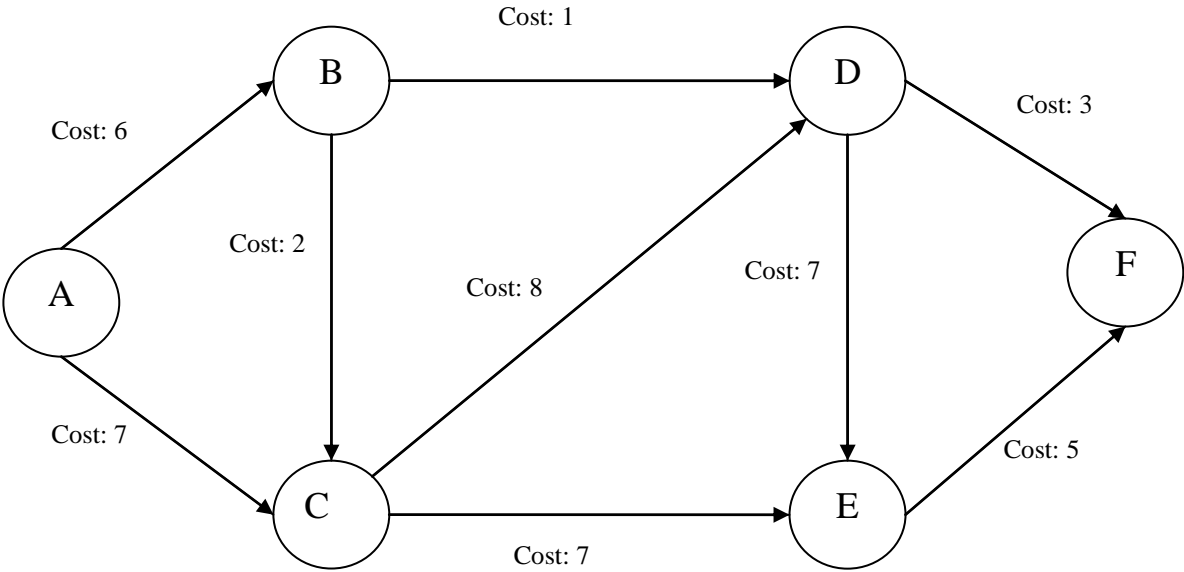 Cost: 1
B
D
Cost: 3
Cost: 6
Cost: 2
Cost: 8
Cost: 7
F
A
Cost: 7
Cost: 5
C
E
Cost: 7